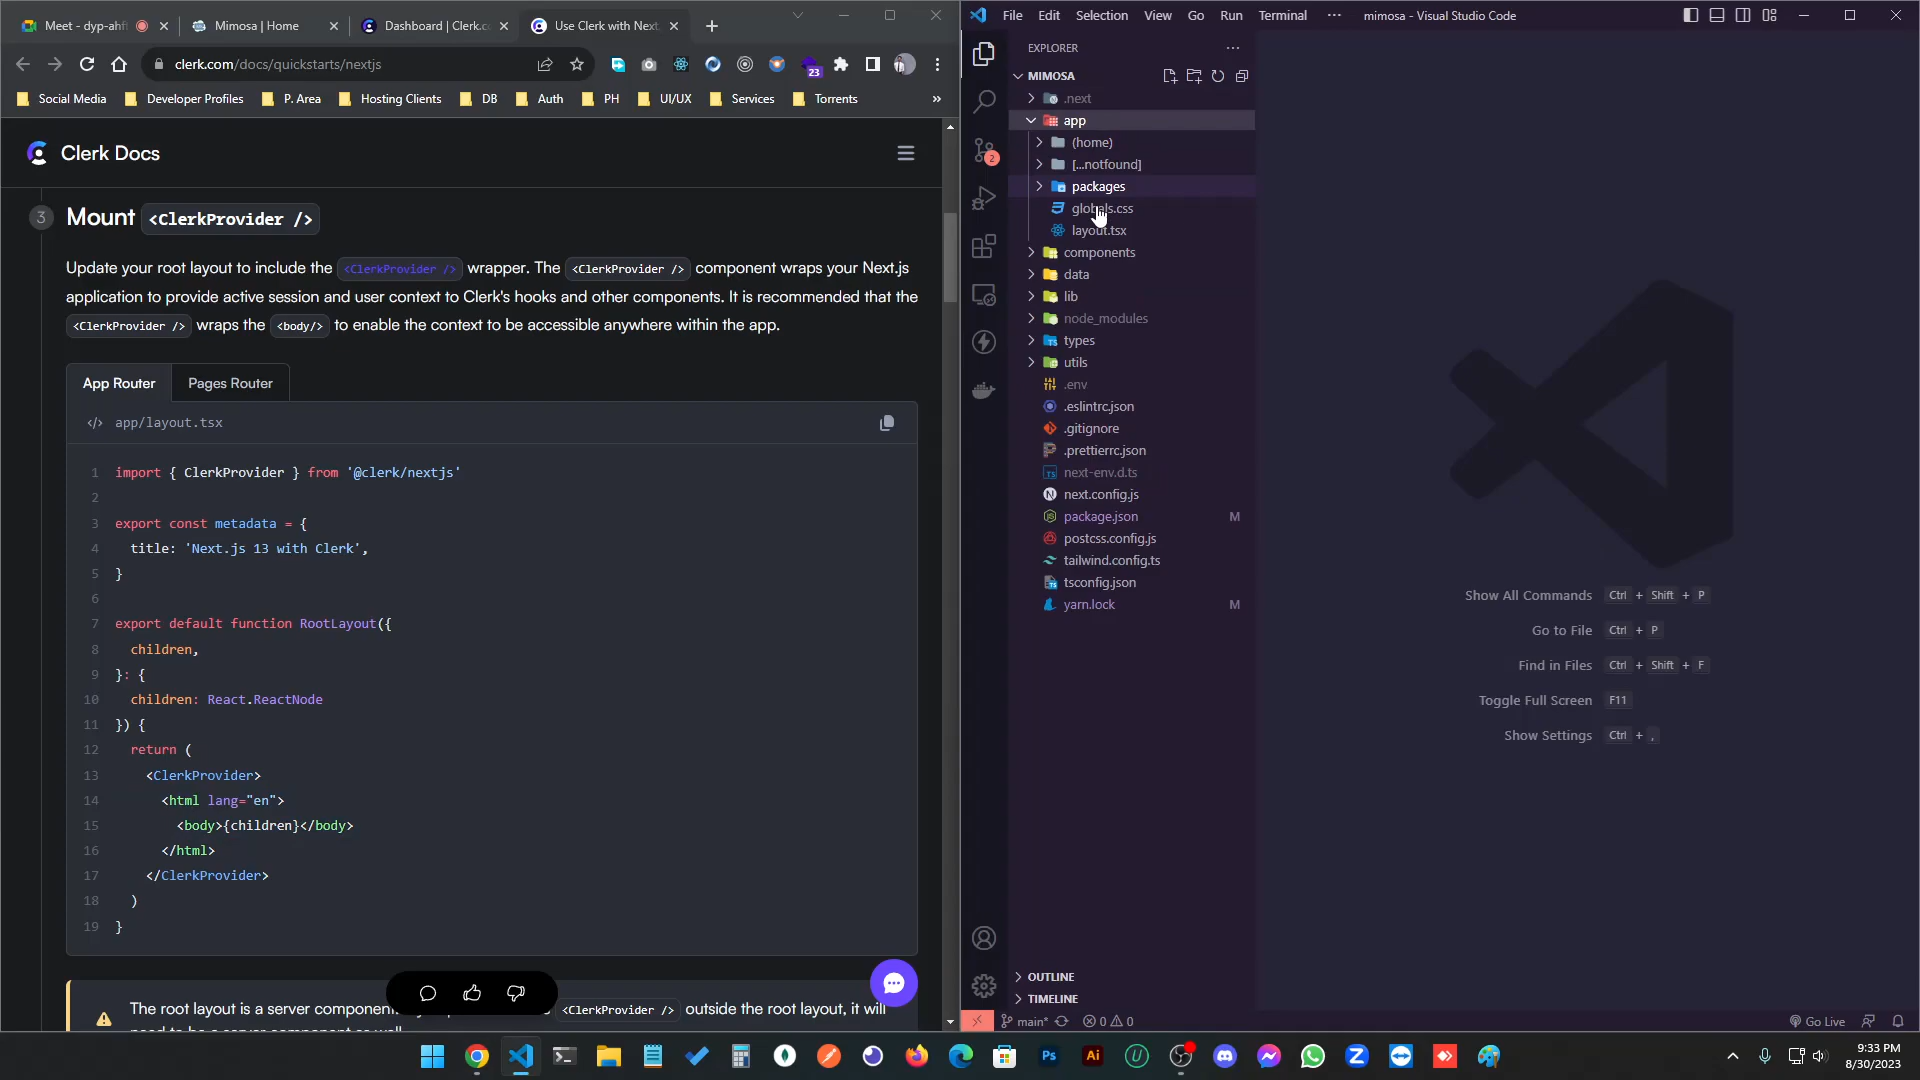 Meet - dyp-ahf
Mimosa | Home
Dashboard | Clerk.c
Use Clerk with Next.
clerk.com/docs/quickstarts/nextjs
23
Social Media
Developer Profiles
P. Area
Hosting Clients
DB
Auth
PH
UI/UX
Services
Torrents
»
Clerk Docs
3
Mount <ClerkProvider />
Update your root layout to include the <ClerkProvider /> wrapper. The <ClerkProvider /> component wraps your Next.js
application to provide active session and user context to Clerk's hooks and other components. It is recommended that the
<ClerkProvider /> wraps the <body/> to enable the context to be accessible anywhere within the app.
App Router
Pages Router
</> app/layout.tsx
1 import { ClerkProvider } from '@clerk/nextjs'
2
3 export const metadata = {
4 title: 'Next.js 13 with Clerk',
5 }
6
7 export default function RootLayout({
8 children,
9 }: {
10 children: React.ReactNode
11 }) {
12 return (
13 <ClerkProvider>
14 <html lang="en">
15 <body>{children}</body>
16 </html>
17 </ClerkProvider>
18 )
19 }
The root layout is a server component.
<ClerkProvider /> outside the root layout, it will
File
Edit
Selection
View
Go
Run
Terminal
···
mimosa - Visual Studio Code
EXPLORER
MIMOSA
2
.next
app
(home)
[...notfound]
packages
globals.css
layout.tsx
components
data
lib
node_modules
types
utils
.env
.eslintrc.json
.gitignore
.prettierrc.json
next-env.d.ts
next.config.js
package.json M
postcss.config.js
tailwind.config.ts
tsconfig.json
yarn.lock M
OUTLINE
TIMELINE
Show All Commands Ctrl + Shift + P
Go to File Ctrl + P
Find in Files Ctrl + Shift + F
Toggle Full Screen F11
Show Settings Ctrl + ,
main*
0 0
Go Live
Ps
Ai
9:33 PM
8/30/2023